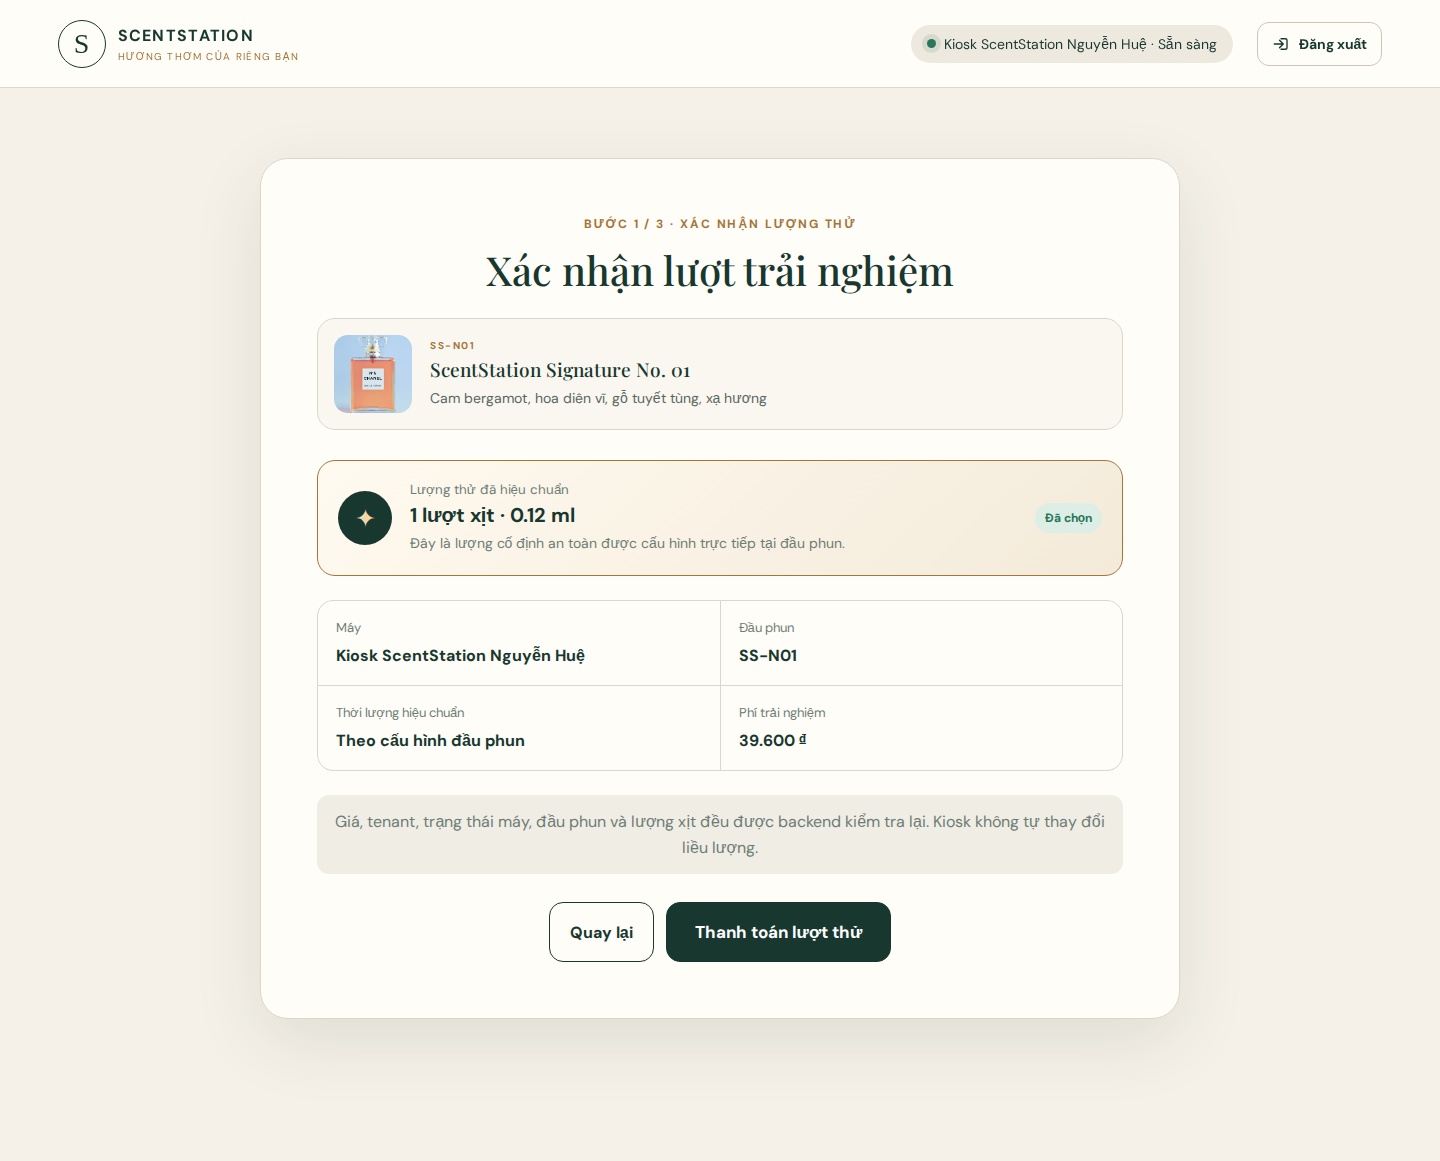 S
SCENTSTATION
HƯƠNG THƠM CỦA RIÊNG BẠN
Kiosk ScentStation Nguyễn Huệ · Sẵn sàng
Đăng xuất
BƯỚC 1 / 3 · XÁC NHẬN LƯỢNG THỬ
Xác nhận lượt trải nghiệm
N°5
CHANEL
SS-N01
ScentStation Signature No. 01
Cam bergamot, hoa diên vĩ, gỗ tuyết tùng, xạ hương
Lượng thử đã hiệu chuẩn
1 lượt xịt · 0.12 ml
Đây là lượng cố định an toàn được cấu hình trực tiếp tại đầu phun.
Đã chọn
Máy
Kiosk ScentStation Nguyễn Huệ
Đầu phun
SS-N01
Thời lượng hiệu chuẩn
Theo cấu hình đầu phun
Phí trải nghiệm
39.600 ₫
Giá, tenant, trạng thái máy, đầu phun và lượng xịt đều được backend kiểm tra lại. Kiosk không tự thay đổi
liều lượng.
Quay lại
Thanh toán lượt thử